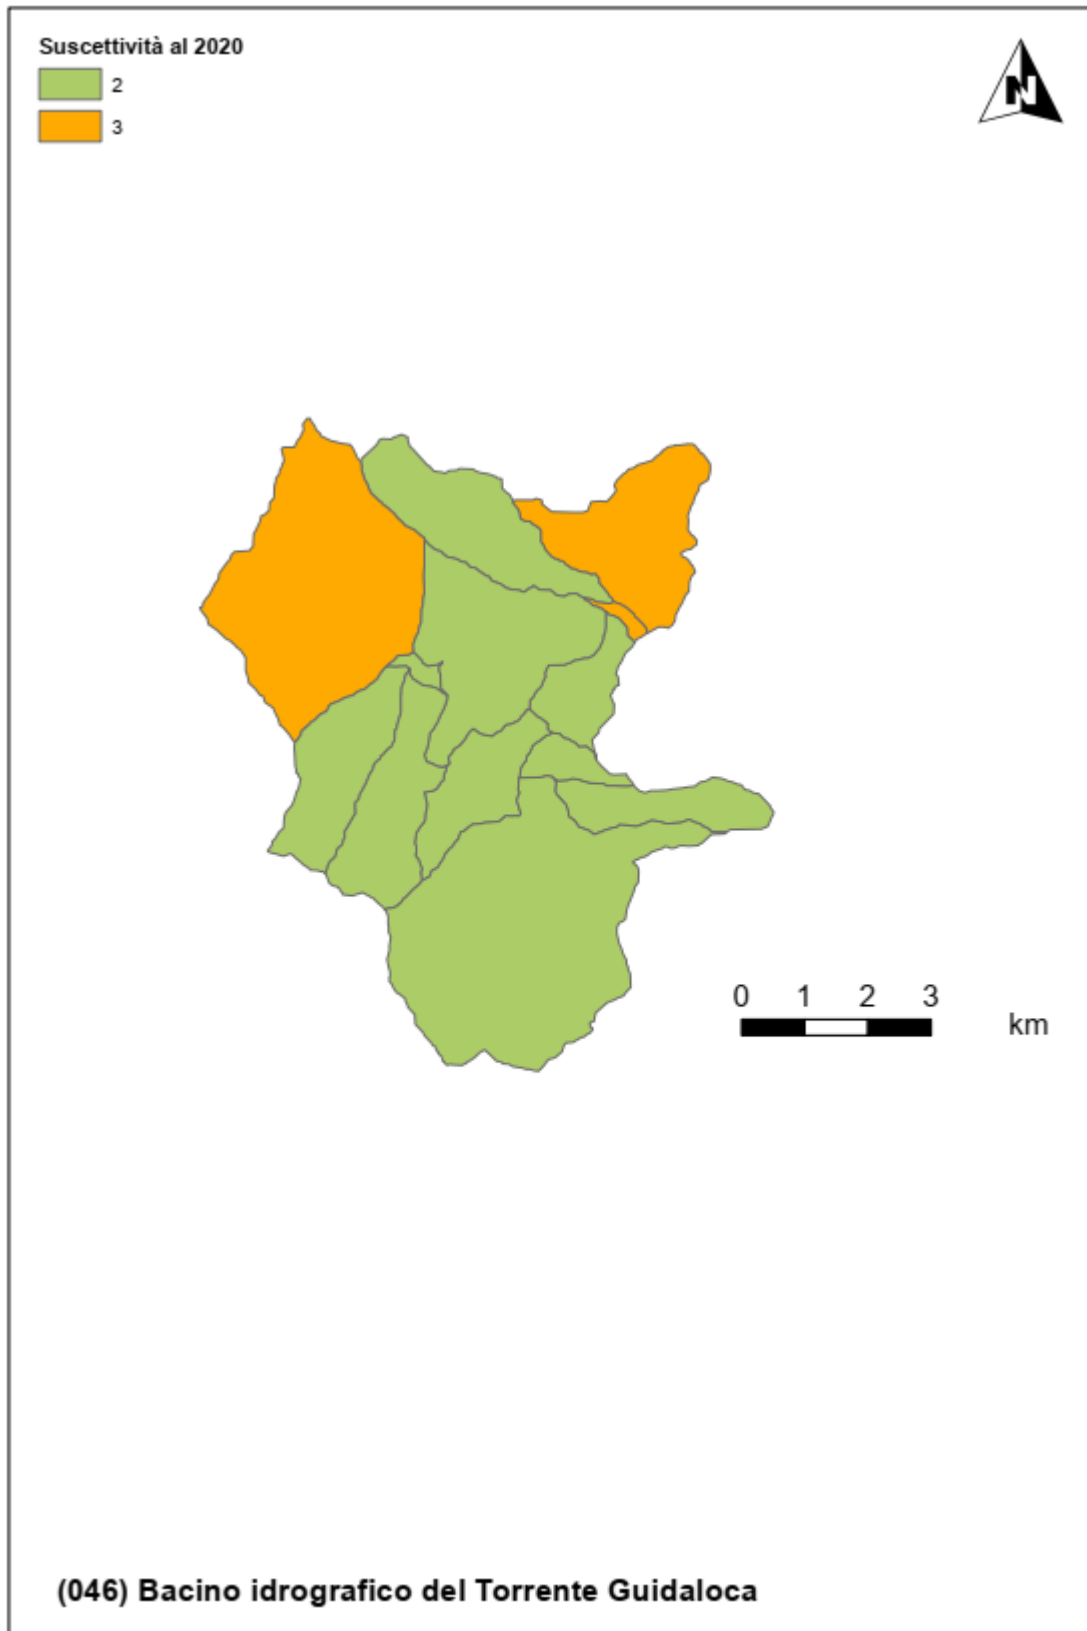 Suscettività al 2020
2
3
N
0 1 2 3
km
(046) Bacino idrografico del Torrente Guidaloca